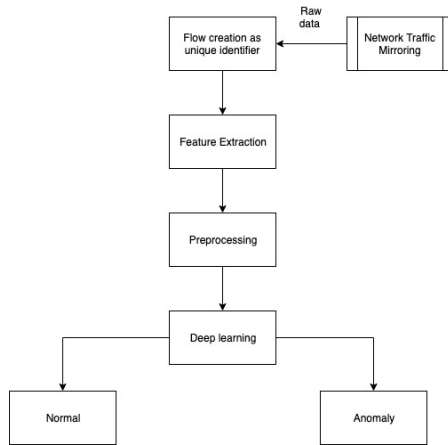 Flow creation as
unique identifier
Raw
data
Network Traffic
Mirroring
Feature Extraction
Preprocessing
Deep learning
Normal
Anomaly